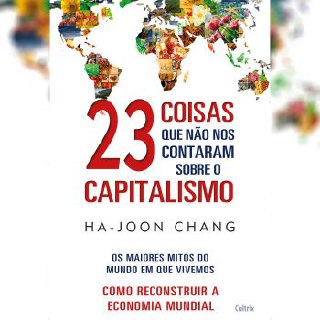 23 COISAS
QUE NÃO NOS
CONTARAM
SOBRE O
CAPITALISMO
HA-JOON CHANG
OS MAIORES MITOS DO
MUNDO EM QUE VIVEMOS
COMO RECONSTRUIR A
ECONOMIA MUNDIAL
Cultrix